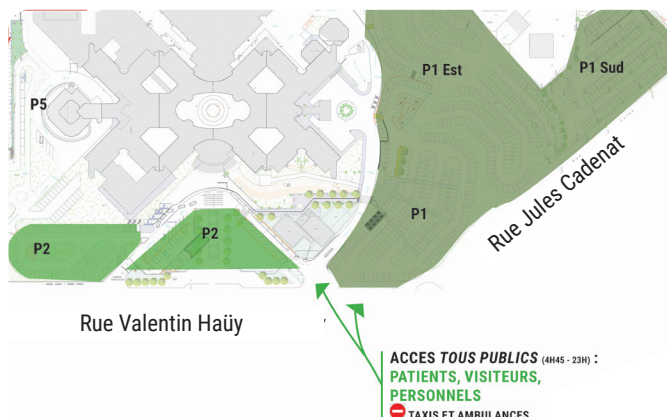 P1 Est
P1 Sud
P5
P1
P2
P2
Rue Jules Cadenat
Rue Valentin Haüy
ACCES TOUS PUBLICS (4H45 - 23H) :
PATIENTS, VISITEURS,
PERSONNELS
TAXIS ET AMBULANCES